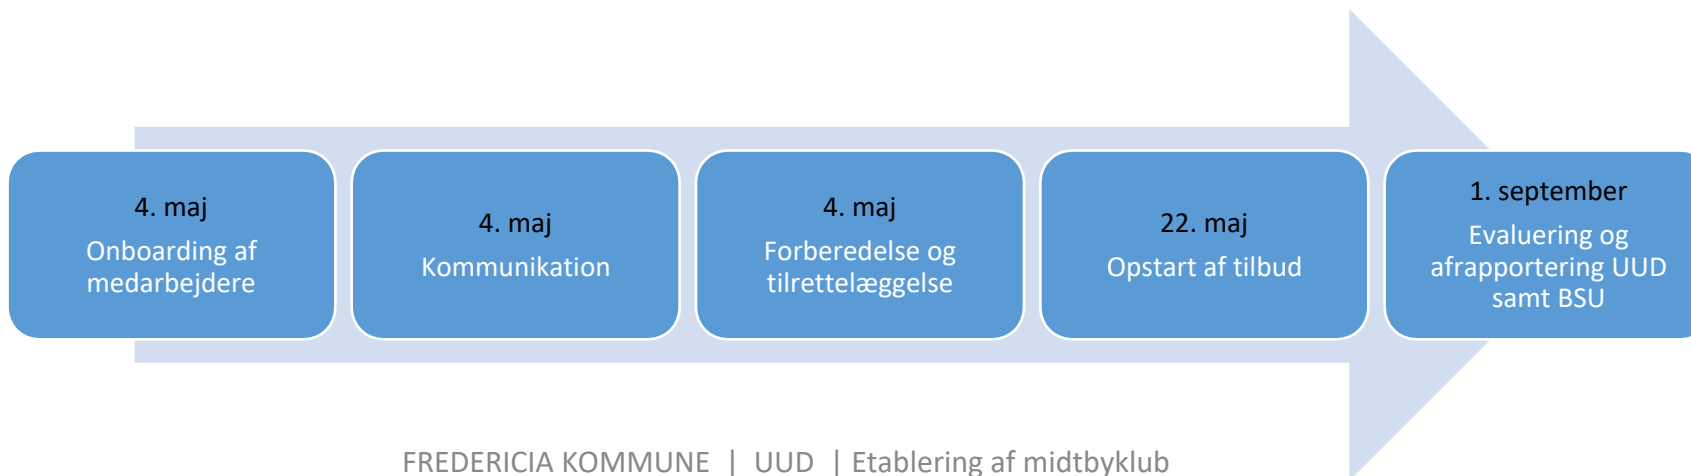 4. maj
Onboarding af
medarbejdere
4. maj
Kommunikation
4. maj
Forberedelse og
tilrettelæggelse
22. maj
Opstart af tilbud
1. september
Evaluering og
afrapportering UUD
samt BSU
FREDERICIA KOMMUNE | UUD | Etablering af midtbyklub